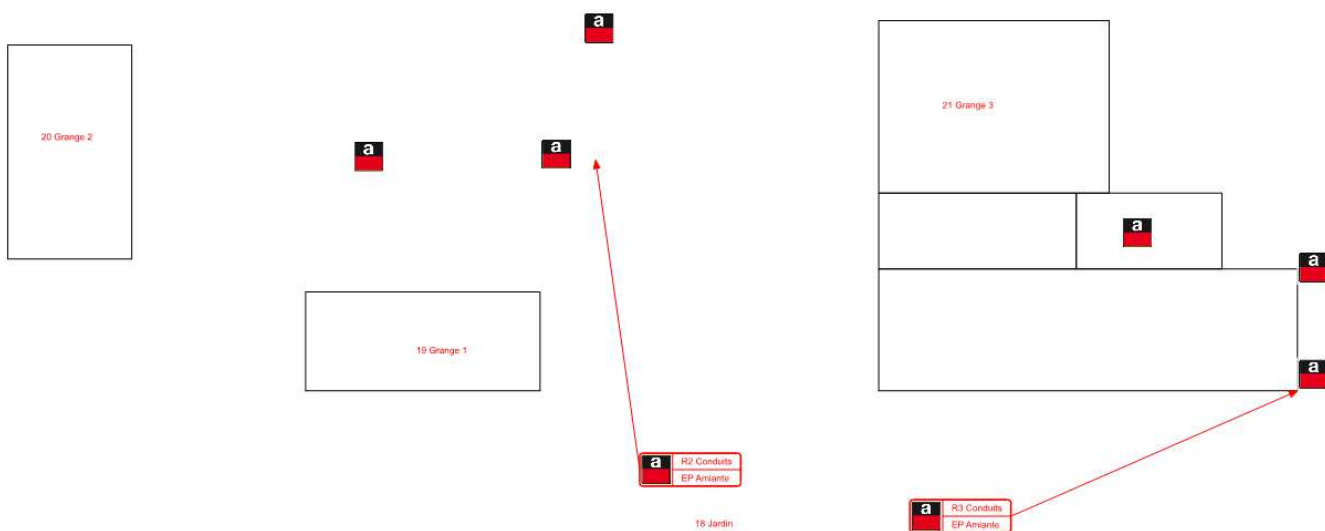 a
21 Grange 3
20 Grange 2
a
a
a
a
19 Grange 1
a
a
R2 Conduits
EP Amiante
a
R3 Conduits
EP Amiante
18 Jardin